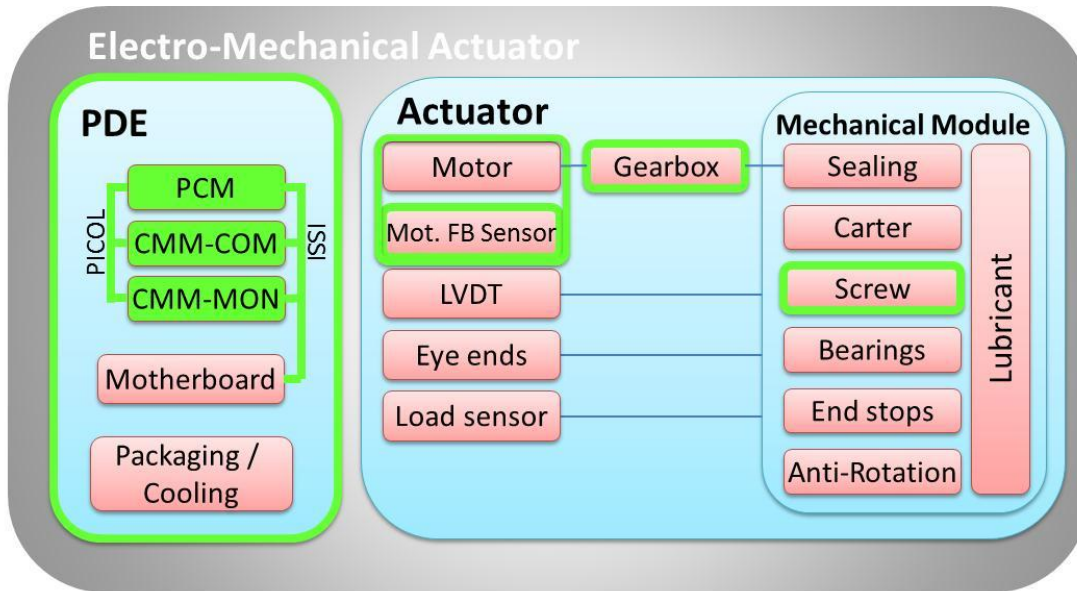 Electro-Mechanical Actuator
PDE
PCM
CMM-COM
CMM-MON
PICOL
ISSI
Motherboard
Packaging /
Cooling
Actuator
Motor
Mot. FB Sensor
LVDT
Eye ends
Load sensor
Gearbox
Mechanical Module
Sealing
Carter
Screw
Bearings
End stops
Anti-Rotation
Lubricant